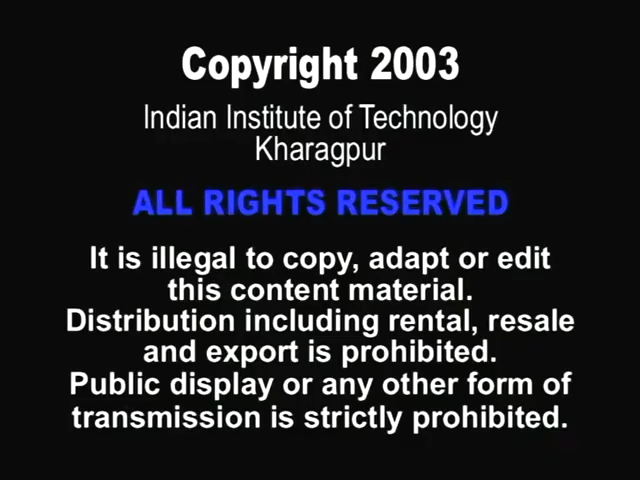 Copyright 2003
Indian Institute of Technology
Kharagpur
ALL RIGHTS RESERVED
It is illegal to copy, adapt or edit
this content material.
Distribution including rental, resale
and export is prohibited.
Public display or any other form of
transmission is strictly prohibited.